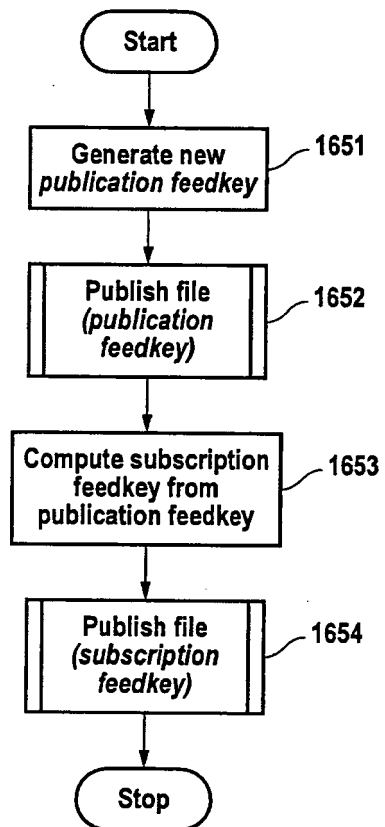 Start
Generate new
publication feedkey
1651
Publish file
(publication
feedkey)
1652
Compute subscription
feedkey from
publication feedkey
1653
Publish file
(subscription
feedkey)
1654
Stop